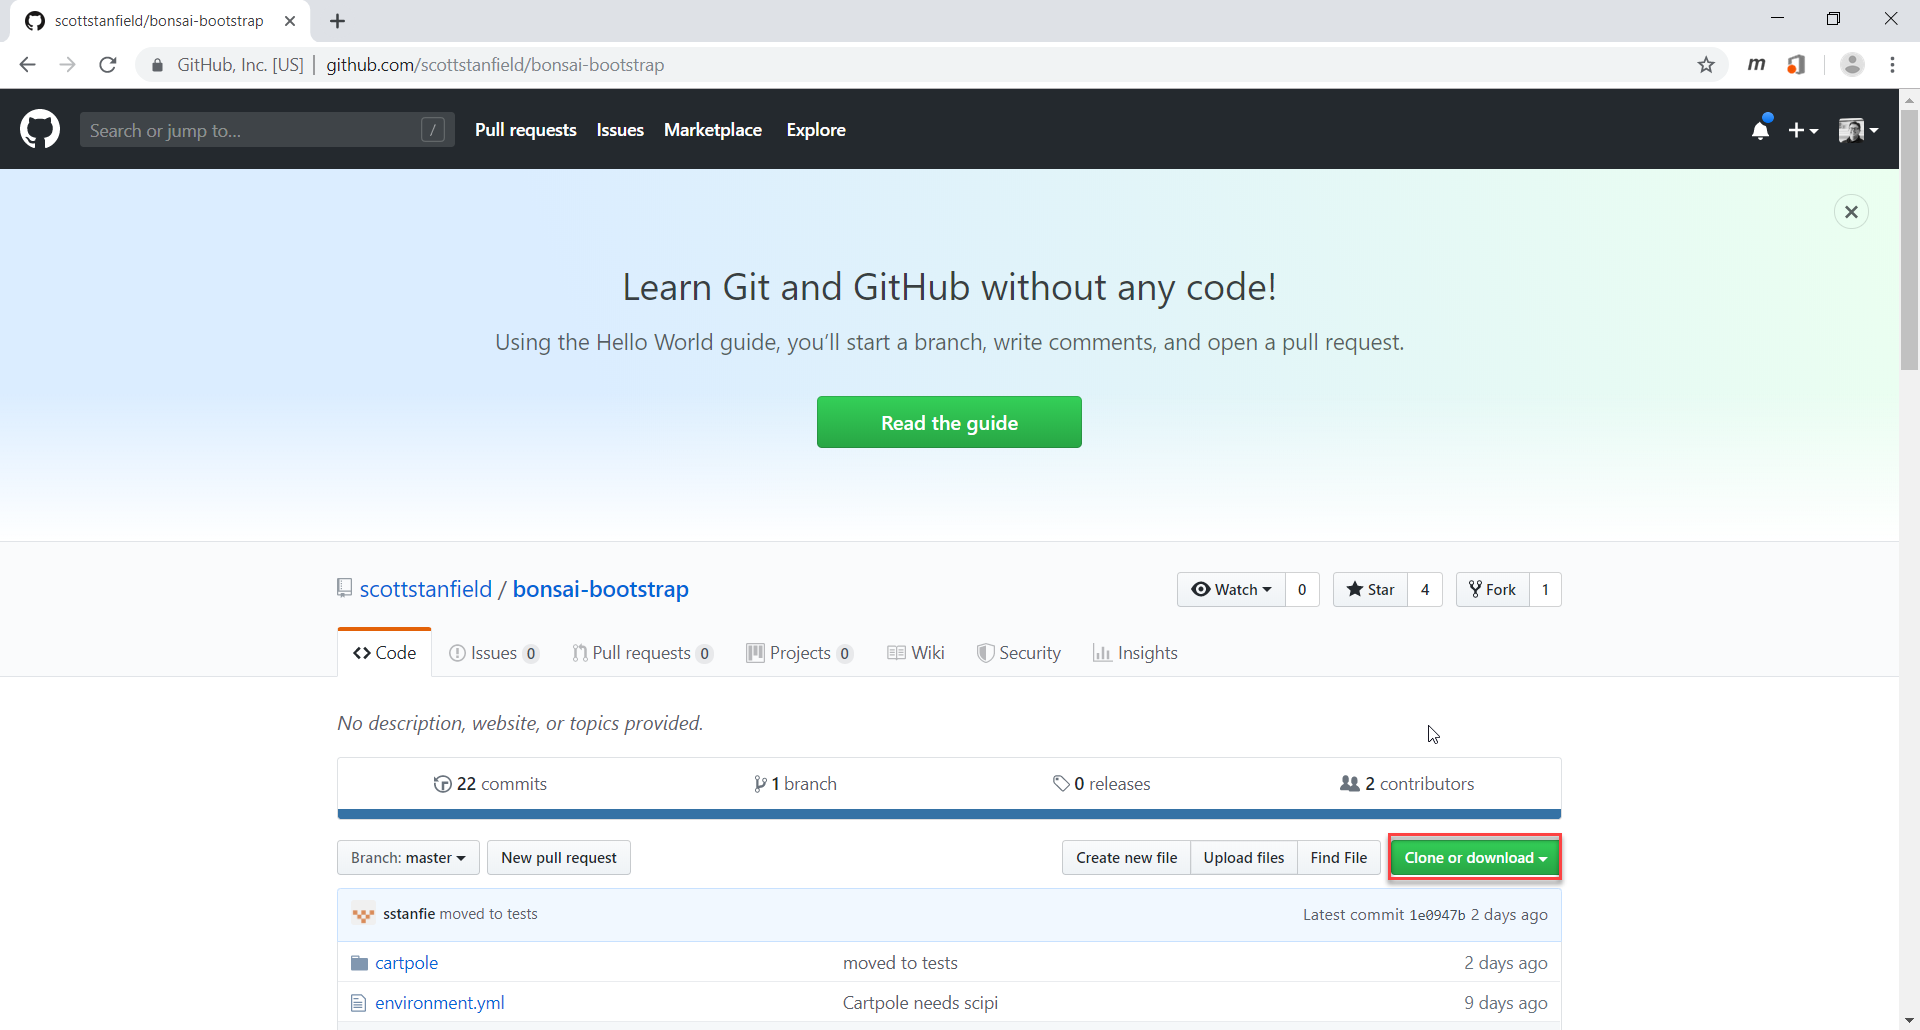 scottstanfield/bonsai-bootstrap
GitHub, Inc. [US] | github.com/scottstanfield/bonsai-bootstrap
m
Search or jump to... /
Pull requests Issues Marketplace Explore
Learn Git and GitHub without any code!
Using the Hello World guide, you’ll start a branch, write comments, and open a pull request.
Read the guide
scottstanfield / bonsai-bootstrap
Watch 0 Star 4 Fork 1
Code Issues 0 Pull requests 0 Projects 0 Wiki Security Insights
No description, website, or topics provided.
22 commits 1 branch 0 releases 2 contributors
Branch: master New pull request Create new file Upload files Find File Clone or download
sstanfie moved to tests Latest commit 1e0947b 2 days ago
cartpole moved to tests 2 days ago
environment.yml Cartpole needs scipi 9 days ago